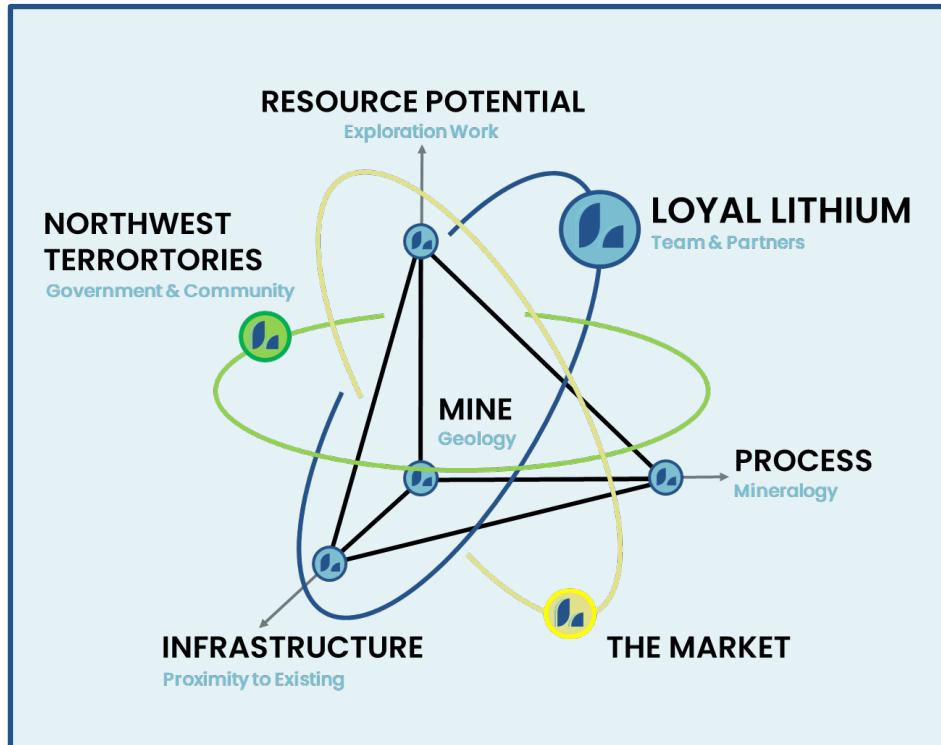 RESOURCE POTENTIAL
Exploration Work
NORTHWEST
TERRORTORIES
Government & Community
LOYAL LITHIUM
Team & Partners
MINE
Geology
PROCESS
Mineralogy
INFRASTRUCTURE
Proximity to Existing
THE MARKET